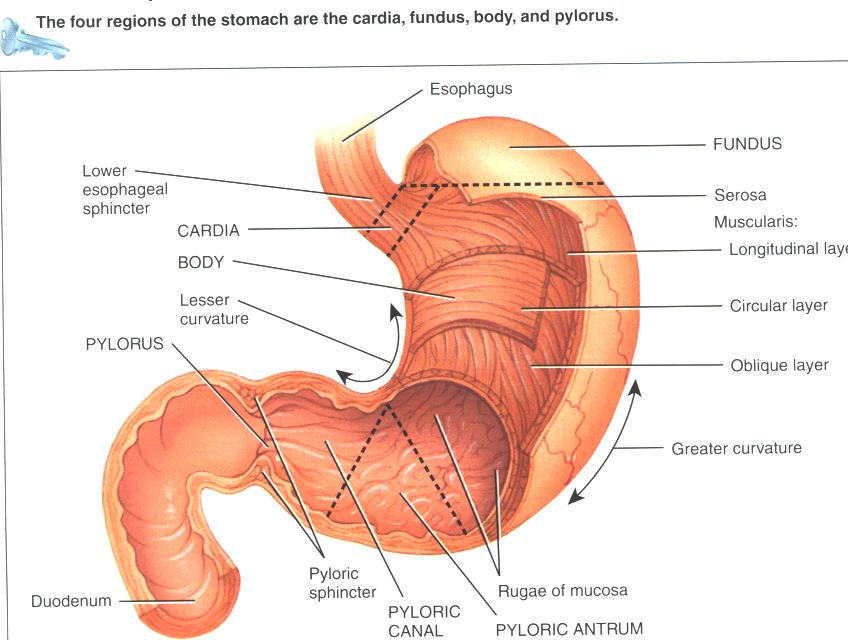 The four regions of the stomach are the cardia, fundus, body, and pylorus.
Esophagus
Lower
esophageal
sphincter
CARDIA
BODY
Lesser
curvature
PYLORUS
FUNDUS
Serosa
Muscularis:
Longitudinal laye
Circular layer
Oblique layer
Greater curvature
Duodenum
Pyloric
sphincter
PYLORIC
CANAL
Rugae of mucosa
PYLORIC ANTRUM